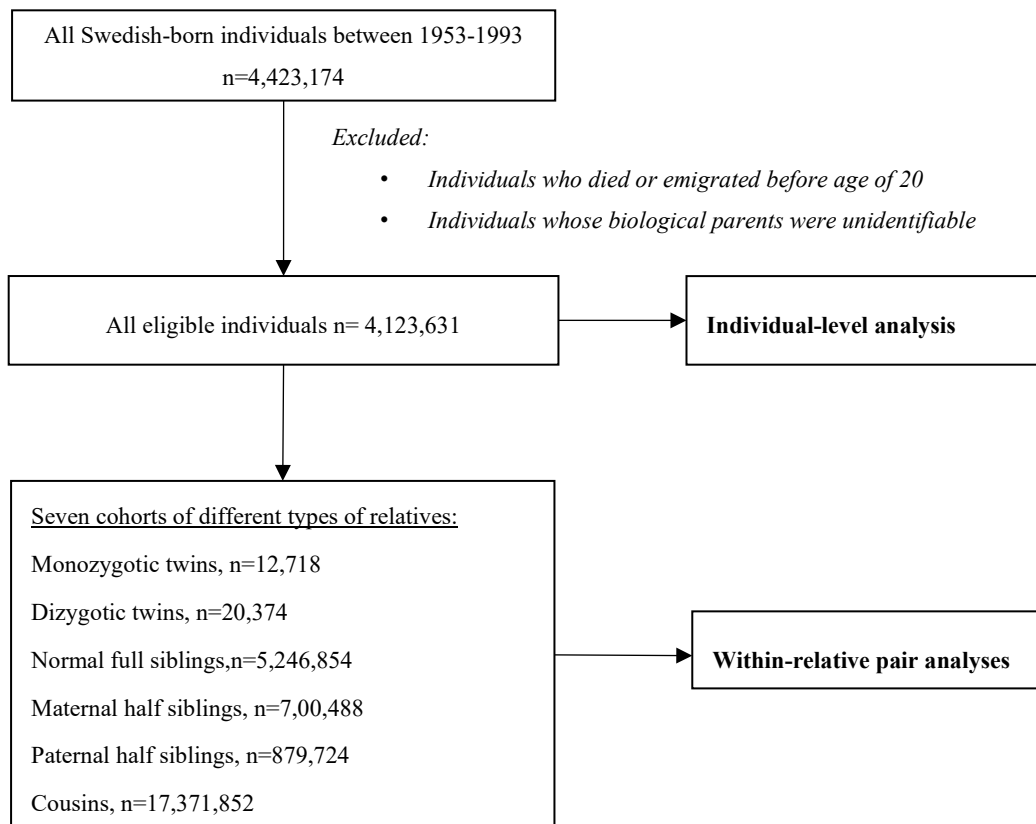 All Swedish-born individuals between 1953-1993
n=4,423,174
Excluded:
• Individuals who died or emigrated before age of 20
• Individuals whose biological parents were unidentifiable
All eligible individuals n= 4,123,631
Individual-level analysis
Seven cohorts of different types of relatives:
Monozygotic twins, n=12,718
Dizygotic twins, n=20,374
Normal full siblings,n=5,246,854
Maternal half siblings, n=7,00,488
Paternal half siblings, n=879,724
Cousins, n=17,371,852
Within-relative pair analyses